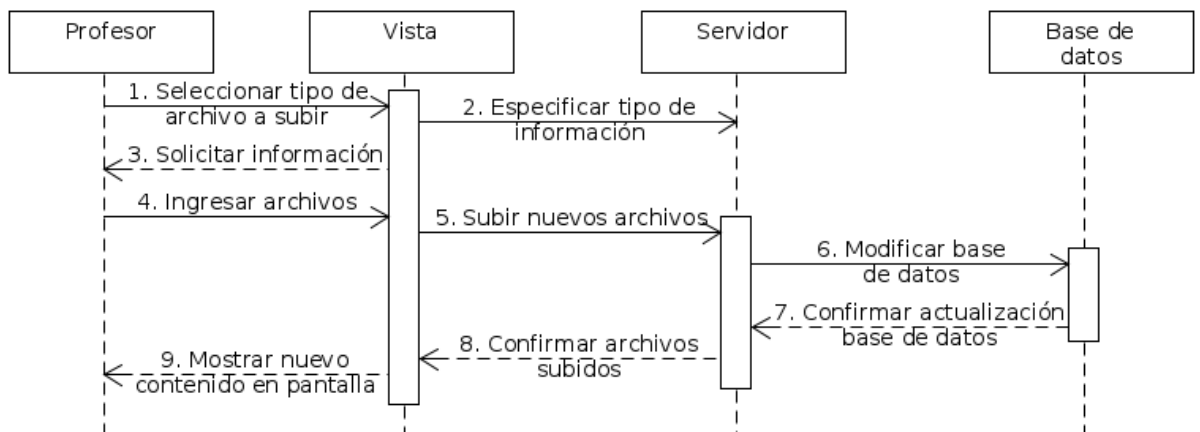 Profesor
Vista
Servidor
Base de
datos
1. Seleccionar tipo de
archivo a subir
2. Especificar tipo de
información
3. Solicitar información
4. Ingresar archivos
5. Subir nuevos archivos
6. Modificar base
de datos
7. Confirmar actualización
base de datos
8. Confirmar archivos
subidos
9. Mostrar nuevo
contenido en pantalla